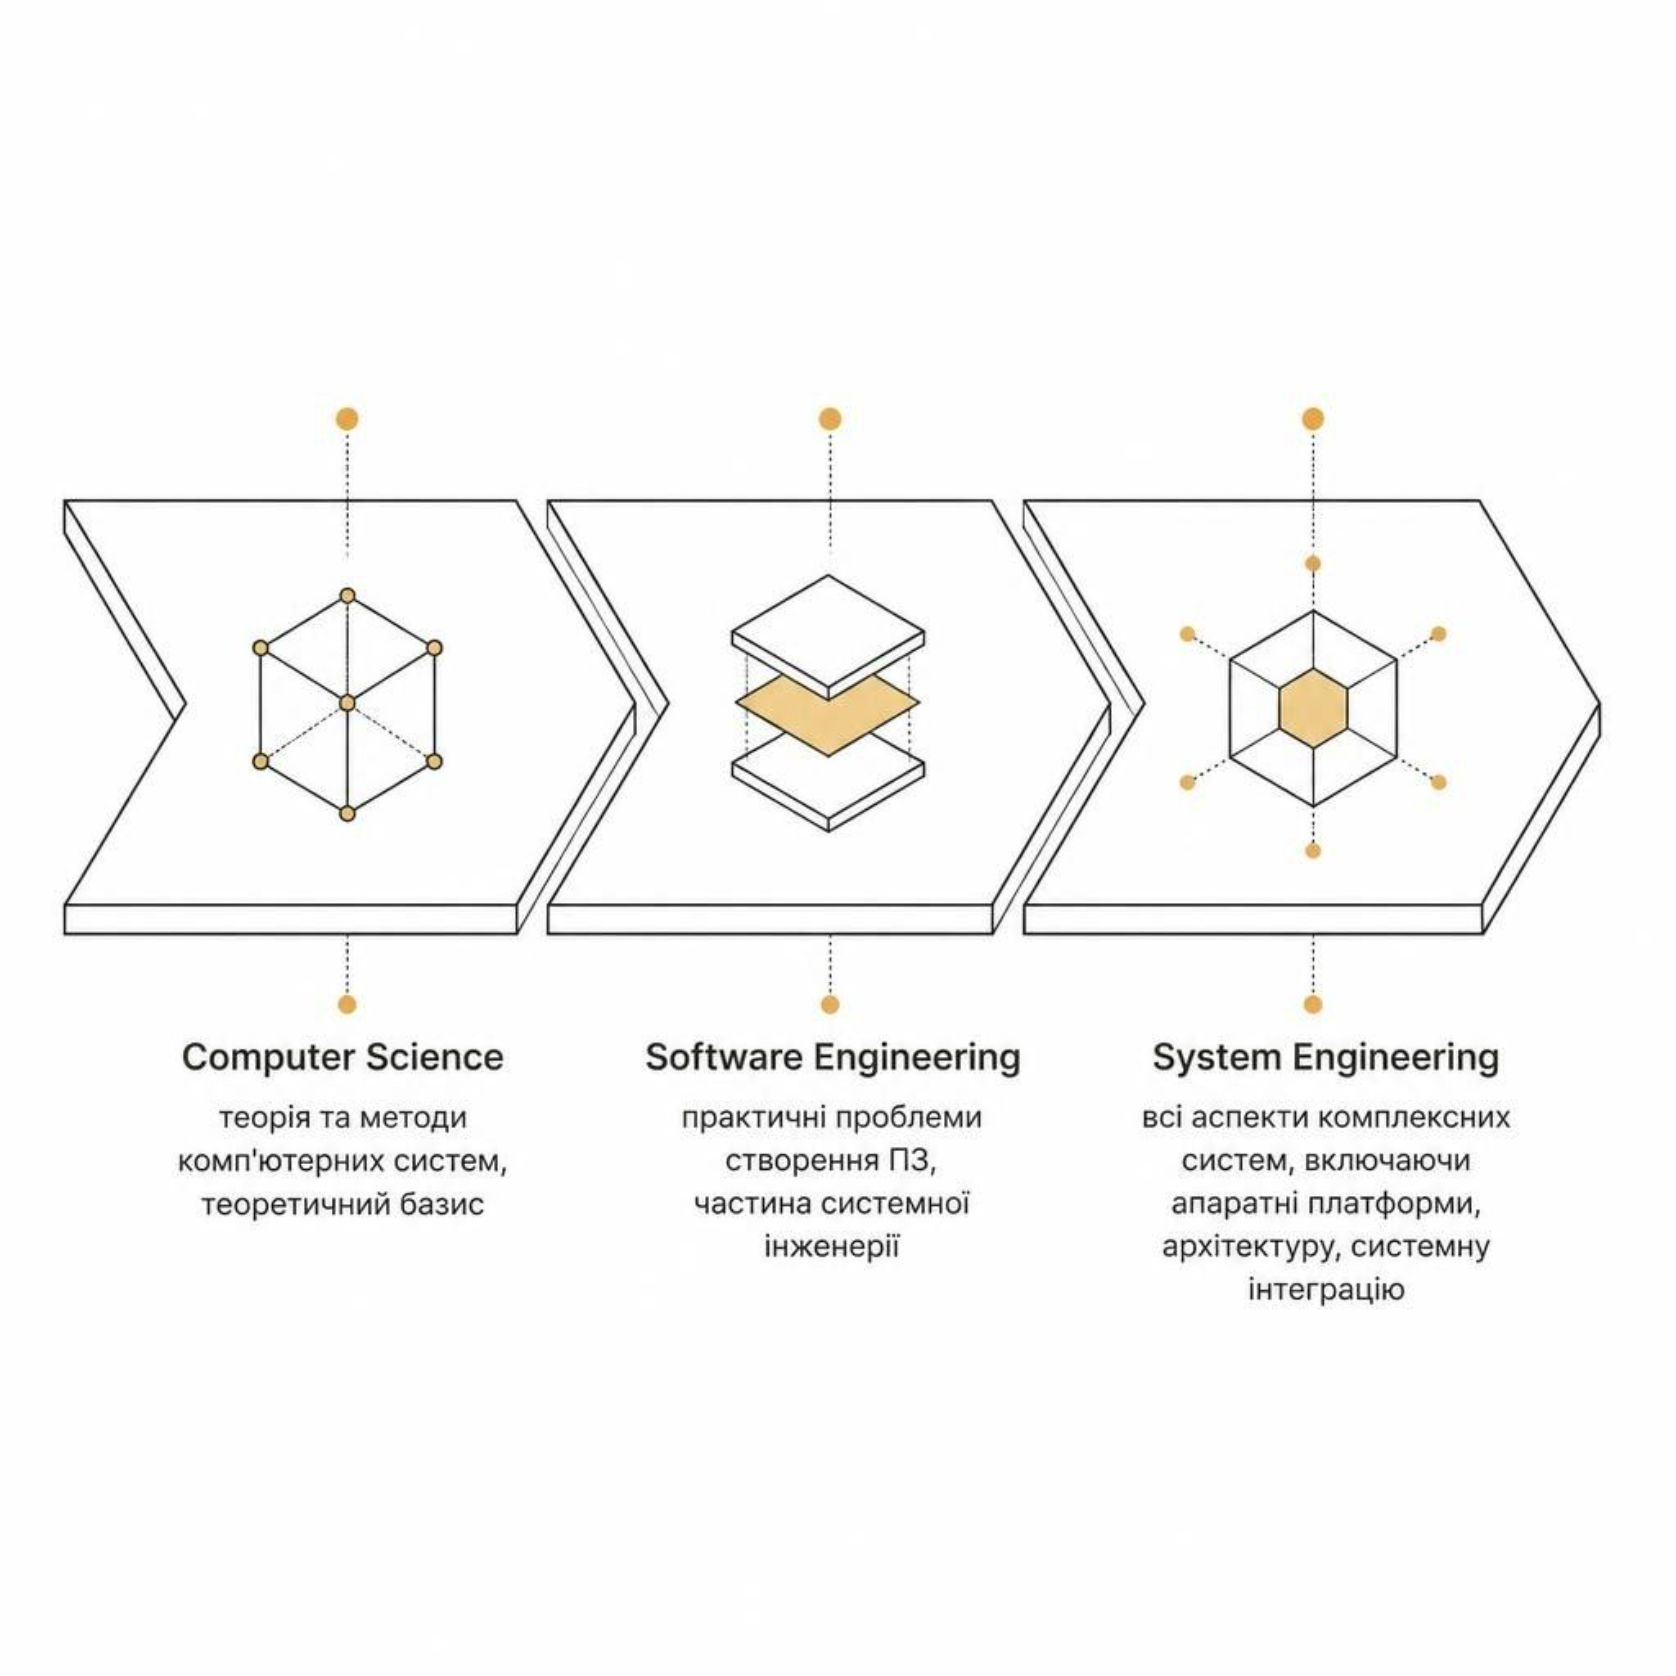 Computer Science
теорія та методи
комп'ютерних систем,
теоретичний базис
Software Engineering
практичні проблеми
створення ПЗ,
частина системної
інженерії
System Engineering
всі аспекти комплексних
систем, включаючи
апаратні платформи,
архітектуру, системну
інтеграцію